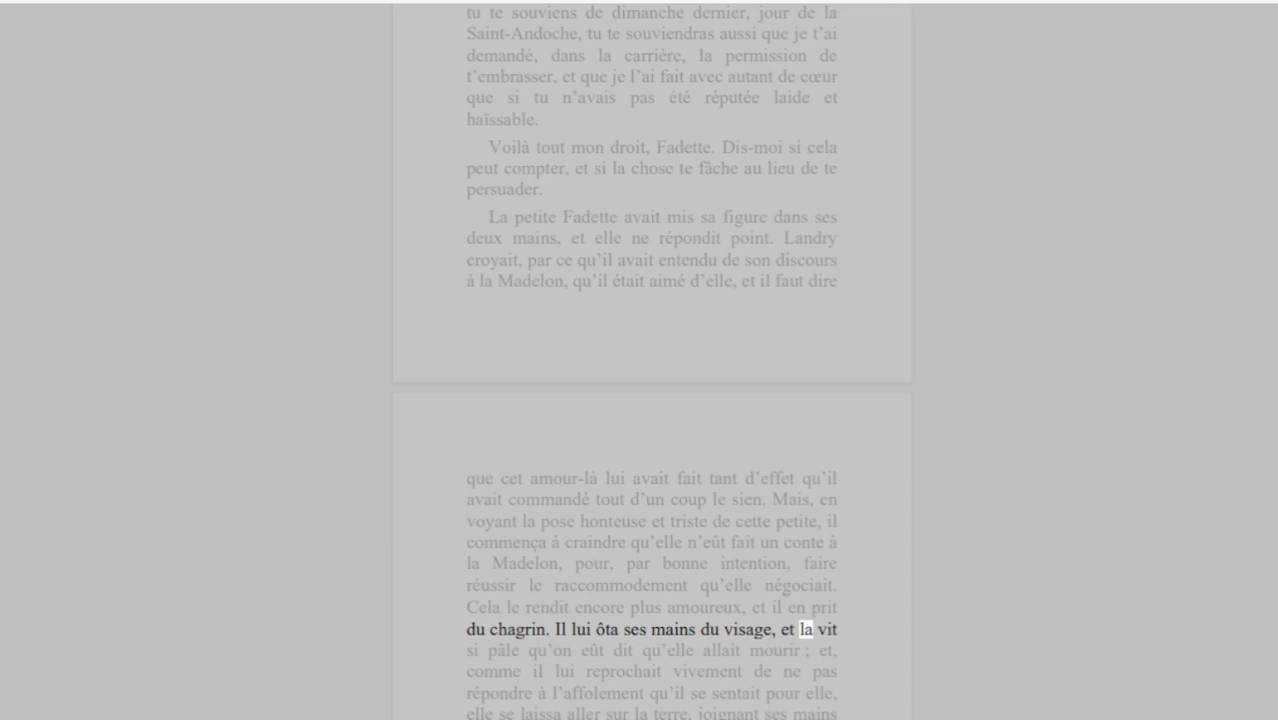 tu te souviens de dimanche dernier, jour de la
Saint-Andoche, tu te souviendras aussi que je t’ai
demandé, dans la carrière, la permission de
t’embrasser, et que je l’ai fait avec autant de cœur
que si tu n’avais pas été réputée laide et
haïssable.
Voilà tout mon droit, Fadette. Dis-moi si cela
peut compter, et si la chose te fâche au lieu de te
persuader.
La petite Fadette avait mis sa figure dans ses
deux mains, et elle ne répondit point. Landry
croyait, par ce qu’il avait entendu de son discours
à la Madelon, qu’il était aimé d’elle, et il faut dire
que cet amour-là lui avait fait tant d’effet qu’il
avait commandé tout d’un coup le sien. Mais, en
voyant la pose honteuse et triste de cette petite, il
commença à craindre qu’elle n’eût fait un conte à
la Madelon, pour, par bonne intention, faire
réussir le raccommodement qu’elle négociait.
Cela le rendit encore plus amoureux, et il en prit
du chagrin. Il lui ôta ses mains du visage, et la vit
si pâle qu’on eût dit qu’elle allait mourir ; et,
comme il lui reprochait vivement de ne pas
répondre à l’affolement qu’il se sentait pour elle,
elle se laissa aller sur la terre, joignant ses mains